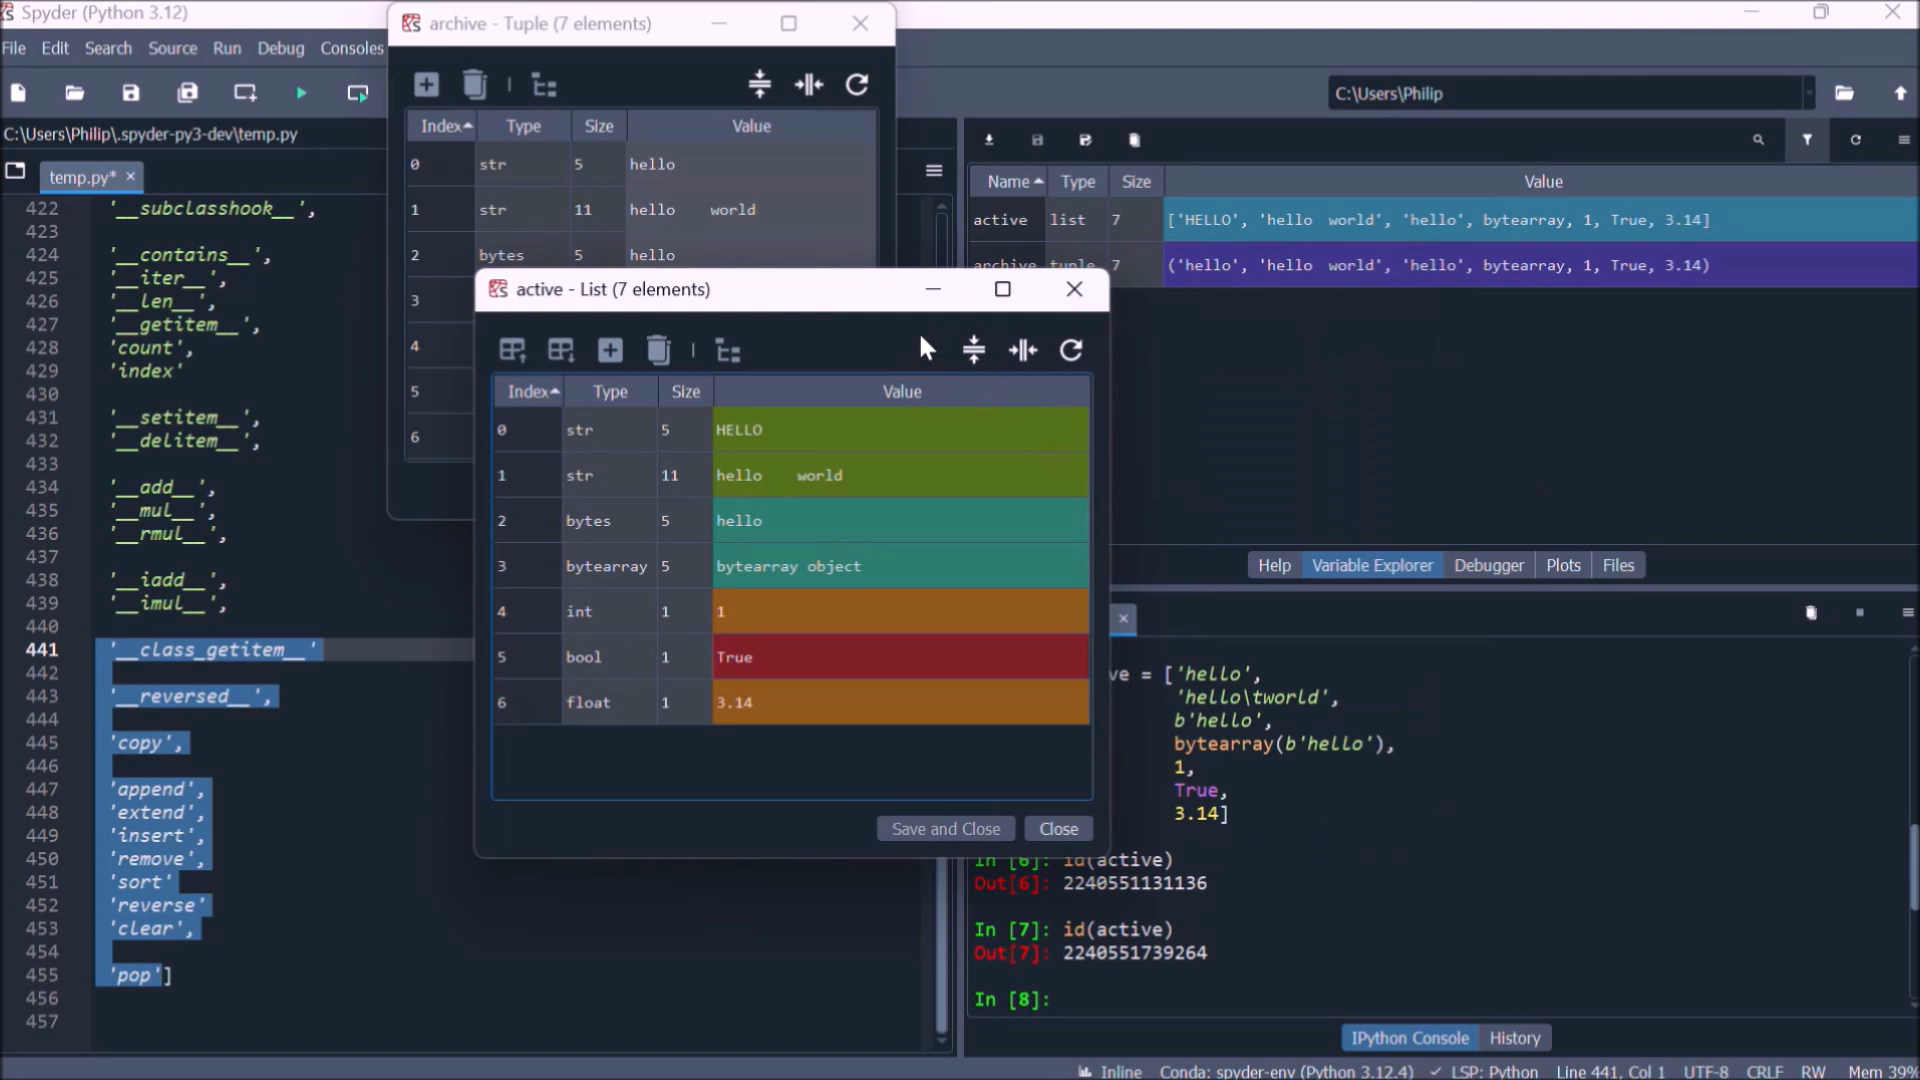 Spyder (Python 3.12)
File Edit Search Source Run Debug Consoles
C:\Users\Philip\.spyder-py3-dev\temp.py
temp.py*
422 '__subclasshook__',
423
424 '__contains__',
425 '__iter__',
426 '__len__',
427 '__getitem__',
428 'count',
429 'index'
430
431 '__setitem__',
432 '__delitem__',
433
434 '__add__',
435 '__mul__',
436 '__rmul__',
437
438 '__iadd__',
439 '__imul__',
440
441 '__class_getitem__'
442
443 '__reversed__',
444
445 'copy',
446
447 'append',
448 'extend',
449 'insert',
450 'remove',
451 'sort'
452 'reverse'
453 'clear',
454
455 'pop']
456
457
archive - Tuple (7 elements)
Index Type Size Value
0 str 5 hello
1 str 11 hello world
2 bytes 5 hello
3
4
5
6
active - List (7 elements)
Index Type Size Value
0 str 5 HELLO
1 str 11 hello world
2 bytes 5 hello
3 bytearray 5 bytearray object
4 int 1 1
5 bool 1 True
6 float 1 3.14
Save and Close Close
C:\Users\Philip
Name Type Size Value
active list 7 ['HELLO', 'hello world', 'hello', bytearray, 1, True, 3.14]
archive tuple 7 ('hello', 'hello world', 'hello', bytearray, 1, True, 3.14)
Help Variable Explorer Debugger Plots Files
ve = ['hello',
'hello\tworld',
b'hello',
bytearray(b'hello'),
1,
True,
3.14]
In [6]: id(active)
Out[6]: 2240551131136
In [7]: id(active)
Out[7]: 2240551739264
In [8]:
IPython Console History
Inline Conda: spyder-env (Python 3.12.4) LSP: Python Line 441, Col 1 UTF-8 CRLF RW Mem 39%